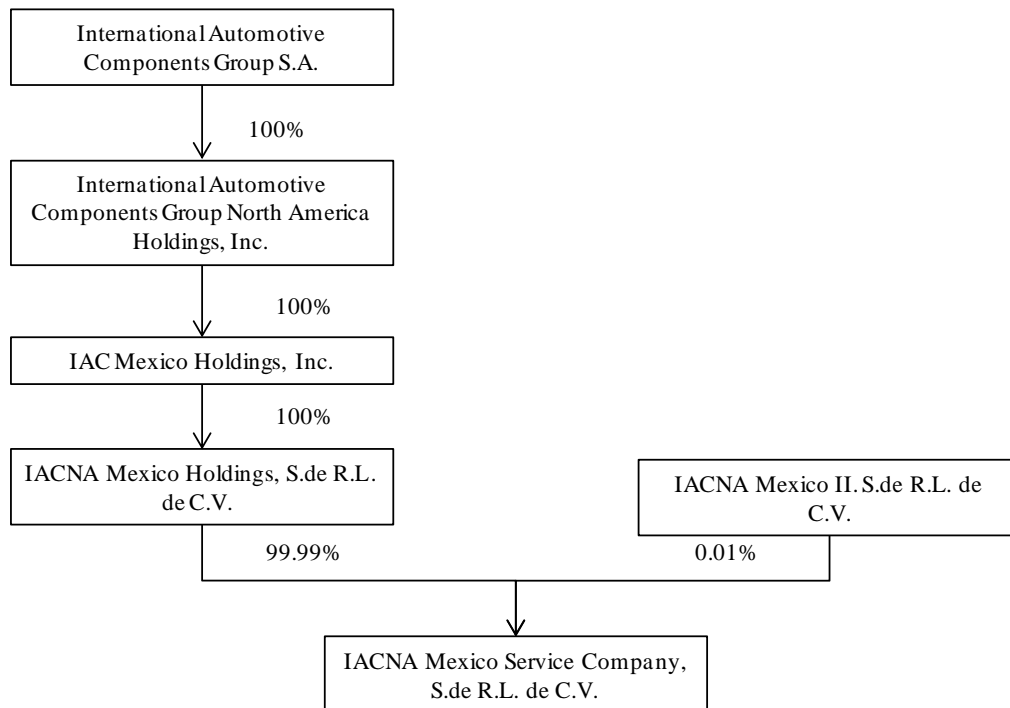 International Automotive
Components Group S.A.
100%
International Automotive
Components Group North America
Holdings, Inc.
100%
IAC Mexico Holdings, Inc.
100%
IACNA Mexico Holdings, S.de R.L.
de C.V.
IACNA Mexico II. S.de R.L. de
C.V.
99.99%
0.01%
IACNA Mexico Service Company,
S.de R.L. de C.V.